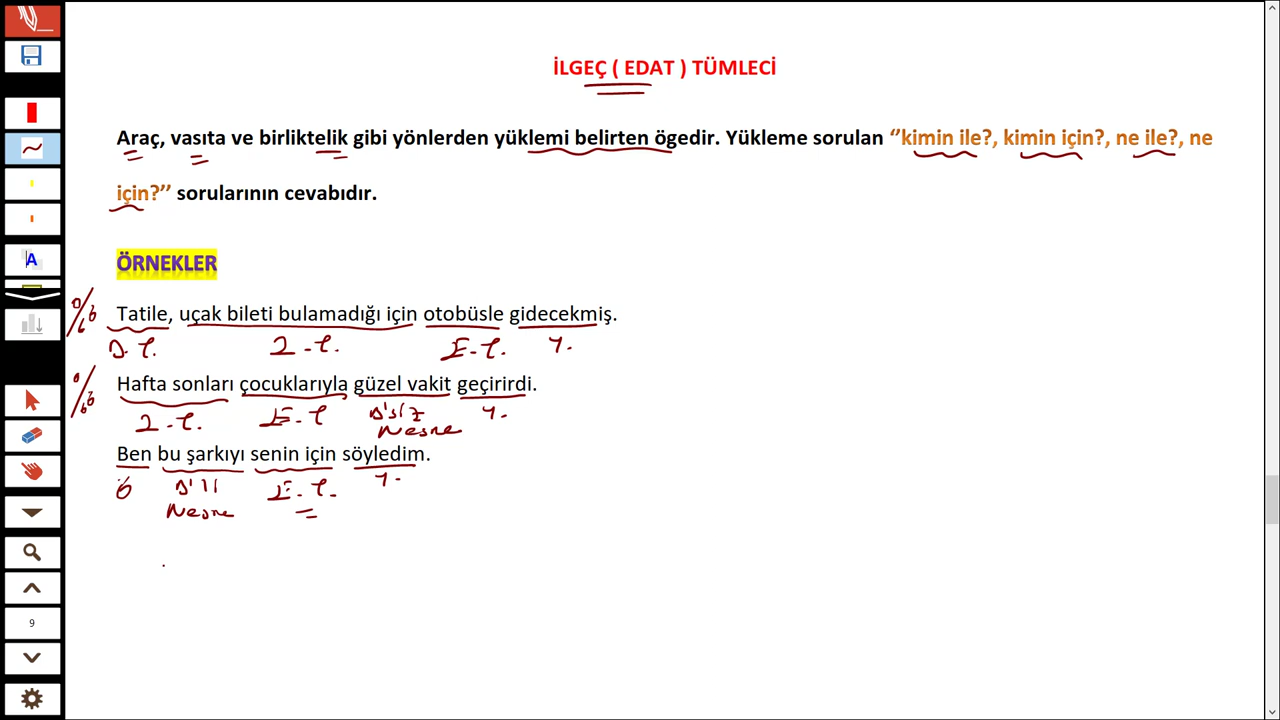 İLGEÇ ( EDAT ) TÜMLECİ
Araç, vasıta ve birliktelik gibi yönlerden yüklemi belirten ögedir. Yükleme sorulan ‘’kimin ile?, kimin için?, ne ile?, ne
için?’’ sorularının cevabıdır.
ÖRNEKLER
Tatile, uçak bileti bulamadığı için otobüsle gidecekmiş.
D. T. Z. T. E. T. Y.
Hafta sonları çocuklarıyla güzel vakit geçirirdi.
Z. T. E. T B'siz Y.
Nesne
Ben bu şarkıyı senin için söyledim.
Ö B'li E. T. Y.
Nesne
A
9